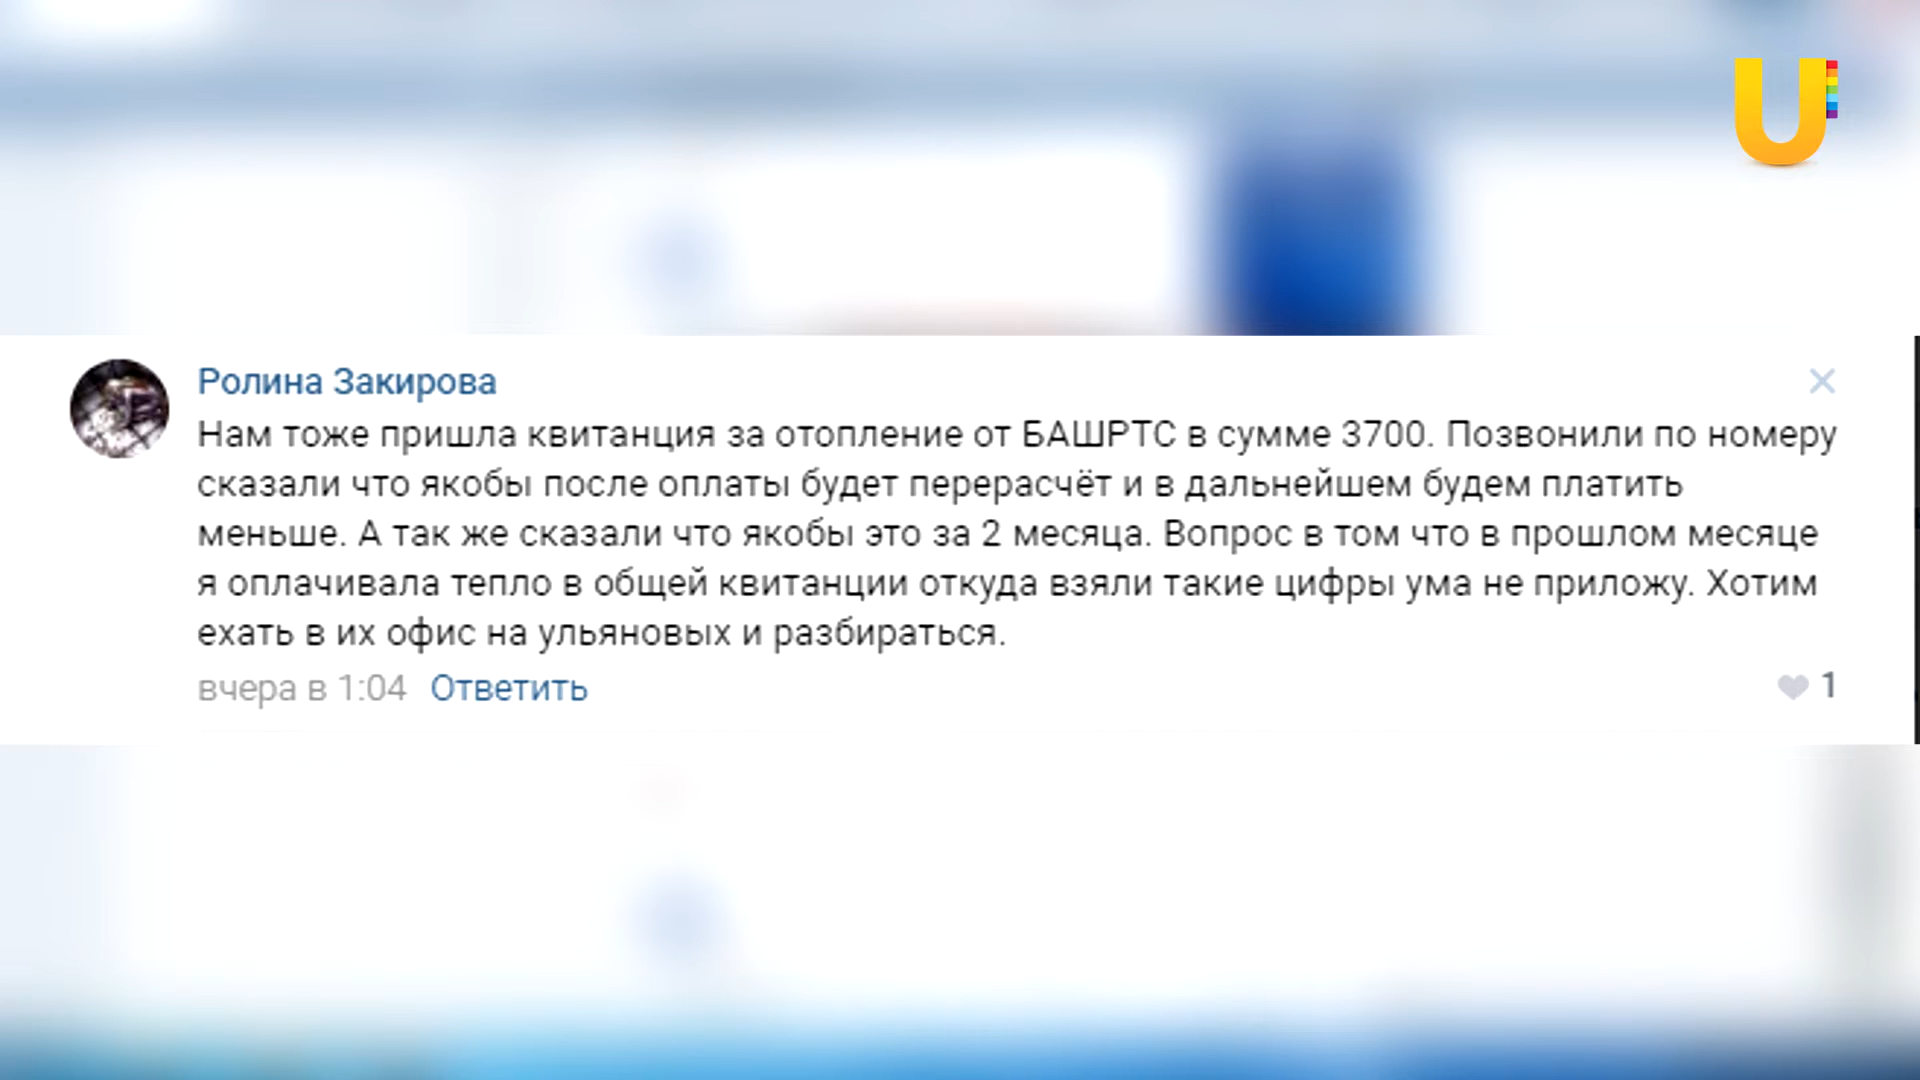 U
Ролина Закирова
Нам тоже пришла квитанция за отопление от БАШРТС в сумме 3700. Позвонили по номеру
сказали что якобы после оплаты будет перерасчёт и в дальнейшем будем платить
меньше. А так же сказали что якобы это за 2 месяца. Вопрос в том что в прошлом месяце
я оплачивала тепло в общей квитанции откуда взяли такие цифры ума не приложу. Хотим
ехать в их офис на ульяновых и разбираться.
вчера в 1:04 Ответить 1